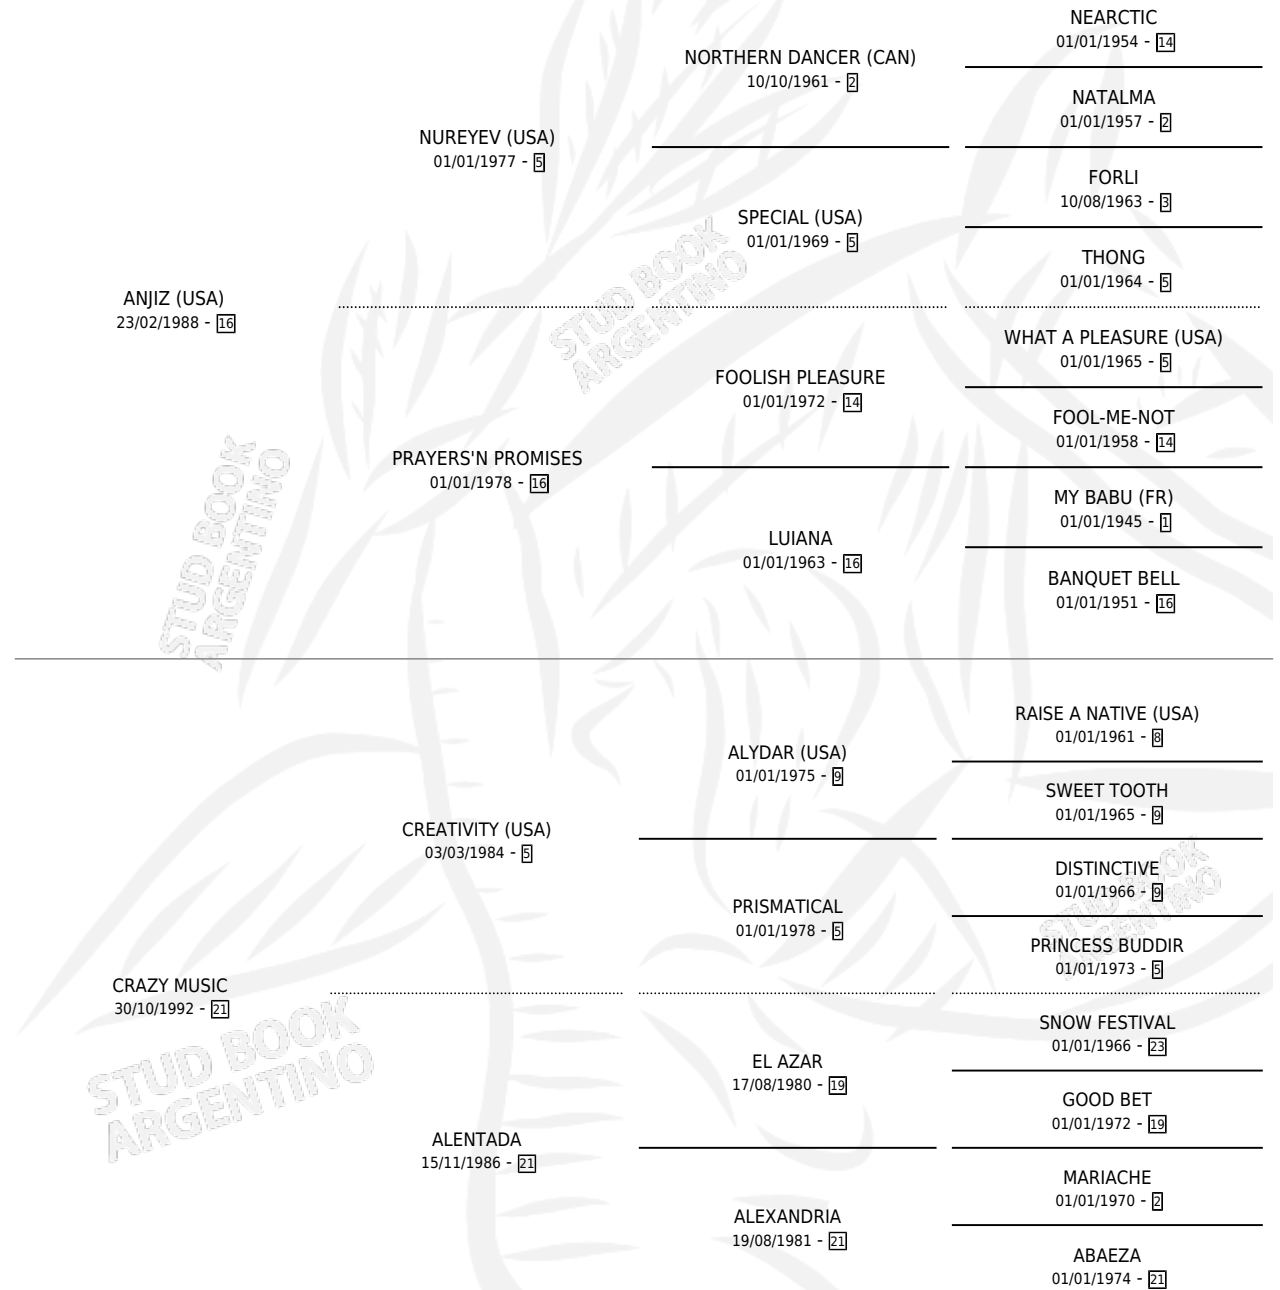 NEARCTIC
01/01/1954 - 14
NORTHERN DANCER (CAN)
10/10/1961 - 2
NATALMA
01/01/1957 - 2
NUREYEV (USA)
01/01/1977 - 5
FORLI
10/08/1963 - 3
SPECIAL (USA)
01/01/1969 - 5
THONG
01/01/1964 - 5
ANJIZ (USA)
23/02/1988 - 16
STUD BOOK
ARGENTINO
WHAT A PLEASURE (USA)
01/01/1965 - 5
FOOLISH PLEASURE
01/01/1972 - 14
FOOL-ME-NOT
01/01/1958 - 14
PRAYERS'N PROMISES
01/01/1978 - 16
MY BABU (FR)
01/01/1945 - 1
LUIANA
01/01/1963 - 16
BANQUET BELL
01/01/1951 - 16
STUD BOOK
ARGENTINO
RAISE A NATIVE (USA)
01/01/1961 - 8
ALYDAR (USA)
01/01/1975 - 9
SWEET TOOTH
01/01/1965 - 9
CREATIVITY (USA)
03/03/1984 - 5
DISTINCTIVE
01/01/1966 - 9
PRISMATICAL
01/01/1978 - 5
STUD BOOK
ARGENTINO
PRINCESS BUDDIR
01/01/1973 - 5
CRAZY MUSIC
30/10/1992 - 21
STUD BOOK
ARGENTINO
SNOW FESTIVAL
01/01/1966 - 23
EL AZAR
17/08/1980 - 19
GOOD BET
01/01/1972 - 19
ALENTADA
15/11/1986 - 21
MARIACHE
01/01/1970 - 2
ALEXANDRIA
19/08/1981 - 21
ABAEZA
01/01/1974 - 21